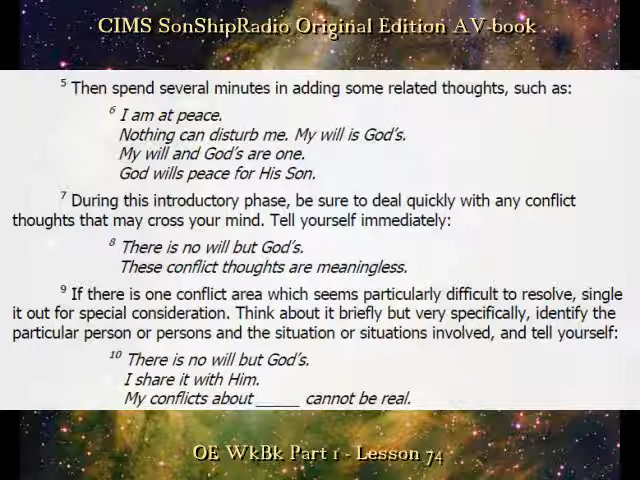 CIMS SonShipRadio Original Edition AV-book
5 Then spend several minutes in adding some related thoughts, such as:
6 I am at peace.
Nothing can disturb me. My will is God's.
My will and God's are one.
God wills peace for His Son.
7 During this introductory phase, be sure to deal quickly with any conflict
thoughts that may cross your mind. Tell yourself immediately:
8 There is no will but God's.
These conflict thoughts are meaningless.
9 If there is one conflict area which seems particularly difficult to resolve, single
it out for special consideration. Think about it briefly but very specifically, identify the
particular person or persons and the situation or situations involved, and tell yourself:
10 There is no will but God's.
I share it with Him.
My conflicts about _____ cannot be real.
OE WkBk Part 1 - Lesson 74